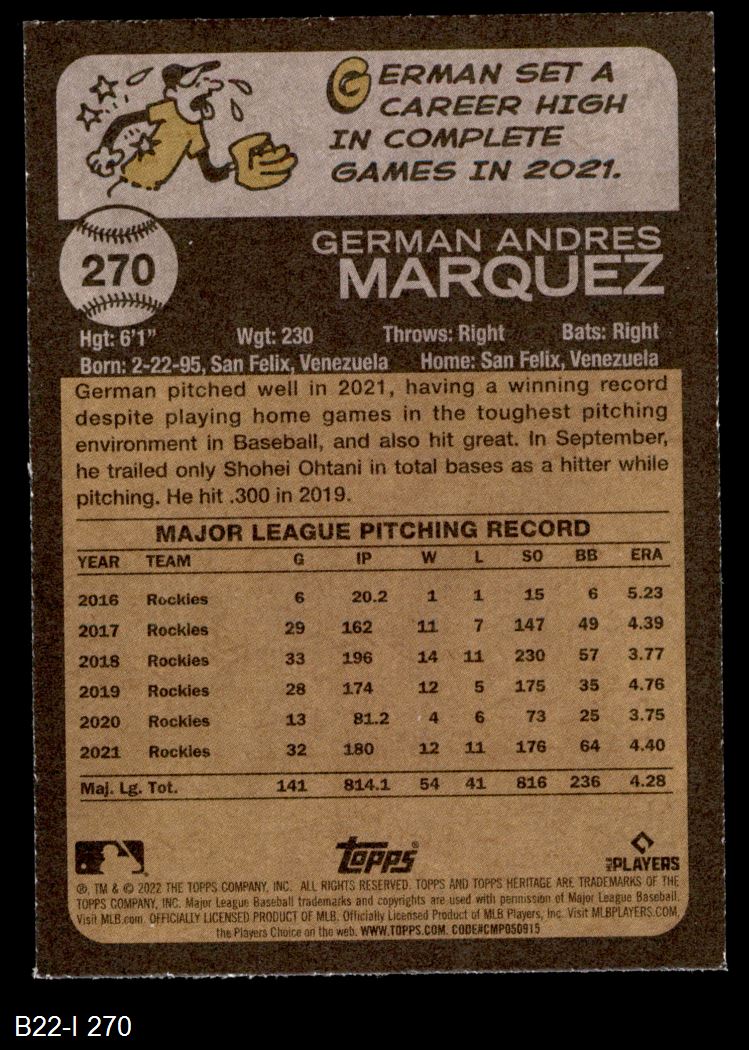 GERMAN SET A
CAREER HIGH
IN COMPLETE
GAMES IN 2021.
270
GERMAN ANDRES
MARQUEZ
Hgt: 6'1" Wgt: 230 Throws: Right Bats: Right
Born: 2-22-95, San Felix, Venezuela Home: San Felix, Venezuela
German pitched well in 2021, having a winning record
despite playing home games in the toughest pitching
environment in Baseball, and also hit great. In September,
he trailed only Shohei Ohtani in total bases as a hitter while
pitching. He hit .300 in 2019.
MAJOR LEAGUE PITCHING RECORD
YEAR TEAM G IP W L SO BB ERA
2016 Rockies 6 20.2 1 1 15 6 5.23
2017 Rockies 29 162 11 7 147 49 4.39
2018 Rockies 33 196 14 11 230 57 3.77
2019 Rockies 28 174 12 5 175 35 4.76
2020 Rockies 13 81.2 4 6 73 25 3.75
2021 Rockies 32 180 12 11 176 64 4.40
Maj. Lg. Tot. 141 814.1 54 41 816 236 4.28
topps®
PLAYERS
®, TM & © 2022 THE TOPPS COMPANY, INC. ALL RIGHTS RESERVED. TOPPS AND TOPPS HERITAGE ARE TRADEMARKS OF THE
TOPPS COMPANY, INC. Major League Baseball trademarks and copyrights are used with permission of Major League Baseball.
Visit MLB.com. OFFICIALLY LICENSED PRODUCT OF MLB. Officially Licensed Product of MLB Players, Inc. Visit MLBPLAYERS.COM,
the Players Choice on the web. WWW.TOPPS.COM. CODE#CMP050915
B22-I 270